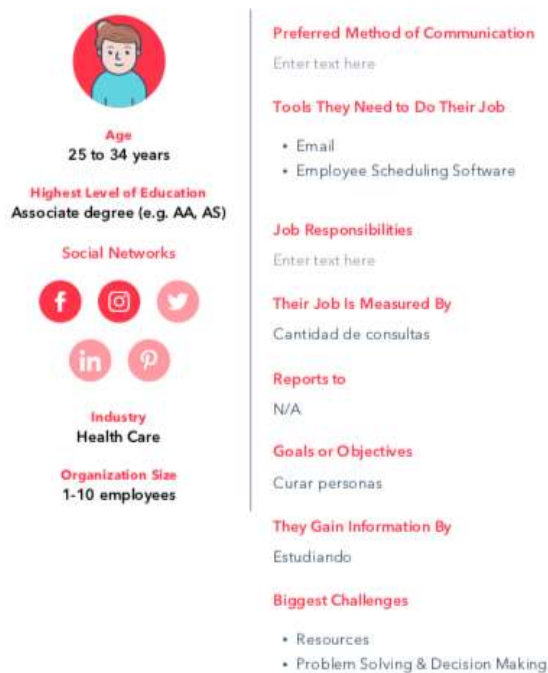 Age
25 to 34 years
Highest Level of Education
Associate degree (e.g. AA, AS)
Social Networks
f
in
Industry
Health Care
Organization Size
1-10 employees
Preferred Method of Communication
Enter text here
Tools They Need to Do Their Job
• Email
• Employee Scheduling Software
Job Responsibilities
Enter text here
Their Job Is Measured By
Cantidad de consultas
Reports to
N/A
Goals or Objectives
Curar personas
They Gain Information By
Estudiando
Biggest Challenges
• Resources
• Problem Solving & Decision Making